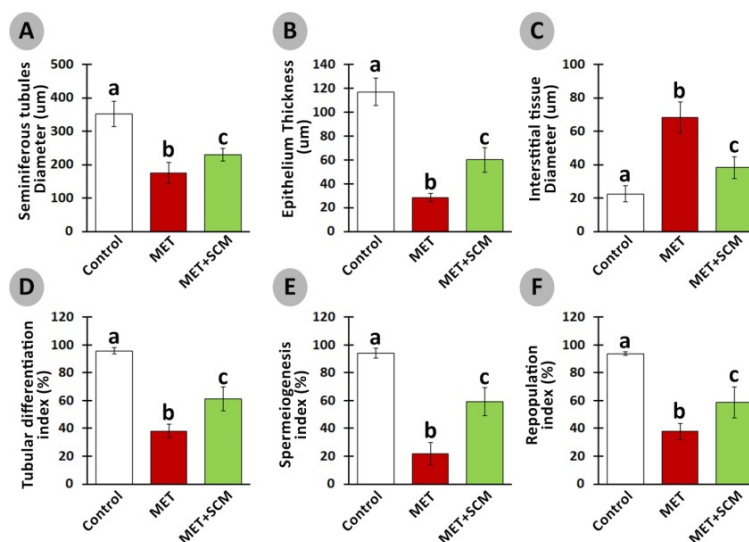 A
Seminiferous tubules
Diameter (um)
500
400
300
200
100
0
a
b
c
Control
MET
MET+SCM
B
Epithelium Thickness
(um)
140
120
100
80
60
40
20
0
a
b
c
Control
MET
MET+SCM
C
Interstitial tissue
Diameter (um)
100
80
60
40
20
0
a
b
c
Control
MET
MET+SCM
D
Tubular differentiation
index (%)
120
100
80
60
40
20
0
a
b
c
Control
MET
MET+SCM
E
Spermeiogenesis
index (%)
120
100
80
60
40
20
0
a
b
c
Control
MET
MET+SCM
F
Repopulation
index (%)
120
100
80
60
40
20
0
a
b
c
Control
MET
MET+SCM